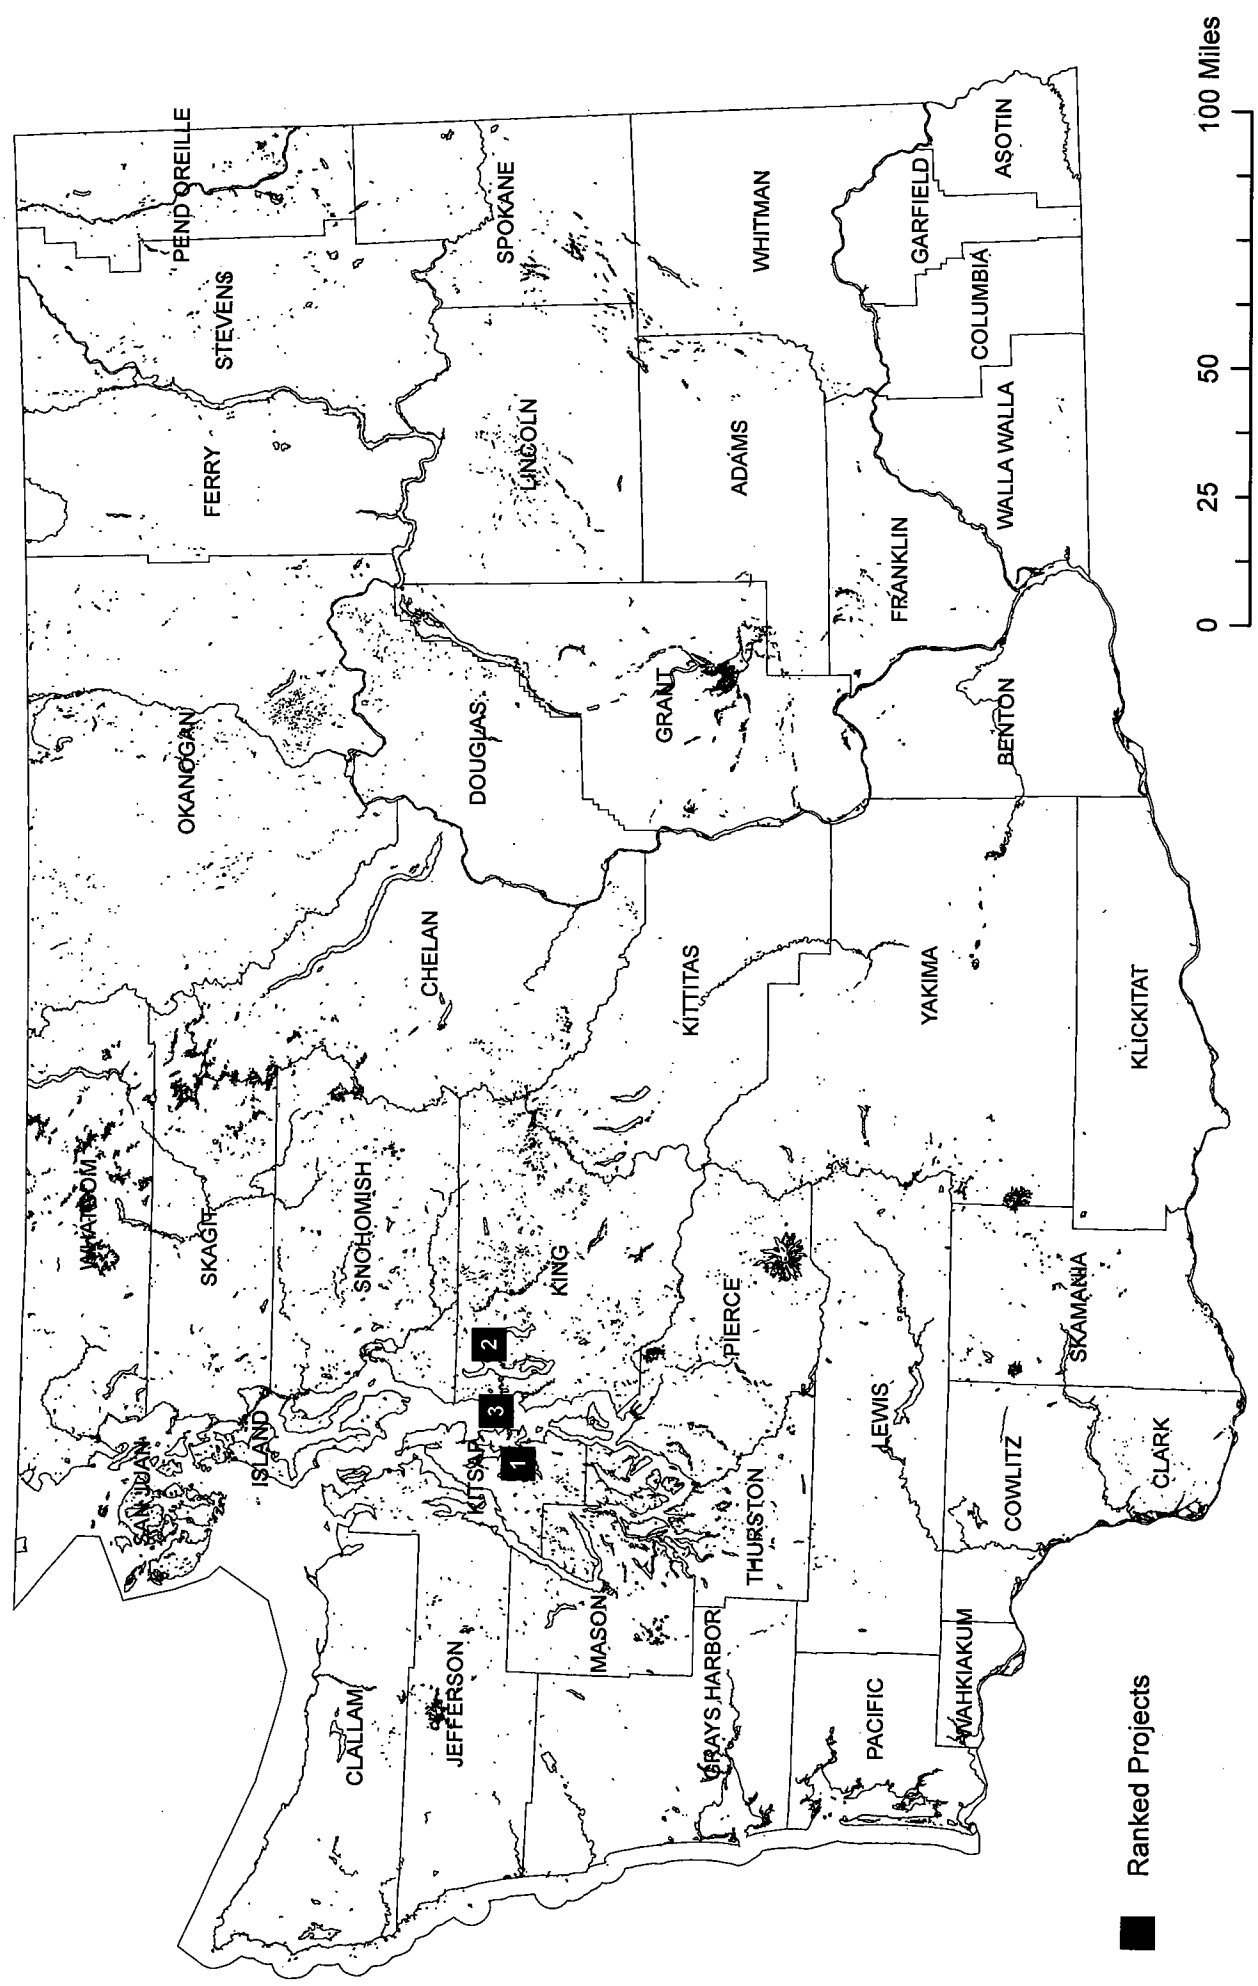 WHATCOM
SAN JUAN
SKAGIT
ISLAND
OKANOGAN
FERRY
STEVENS
PEND OREILLE
CLALLAM
SNOHOMISH
CHELAN
JEFFERSON
KITSAP
DOUGLAS
LINCOLN
SPOKANE
1
3
2
KING
MASON
GRAYS HARBOR
KITTITAS
GRANT
PIERCE
THURSTON
ADAMS
WHITMAN
PACIFIC
LEWIS
YAKIMA
FRANKLIN
GARFIELD
WAHKIAKUM
COWLITZ
SKAMANIA
BENTON
WALLA WALLA
COLUMBIA
ASOTIN
CLARK
KLICKITAT
Ranked Projects
0
25
50
100 Miles